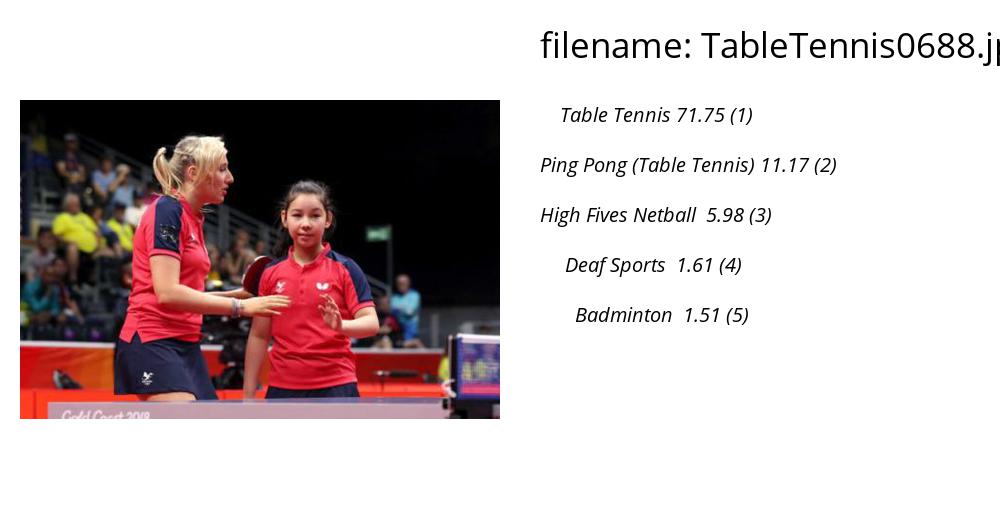 filename: TableTennis0688.jp
Table Tennis 71.75 (1)
Ping Pong (Table Tennis) 11.17 (2)
High Fives Netball 5.98 (3)
Deaf Sports 1.61 (4)
Badminton 1.51 (5)
Gold Coast 2018